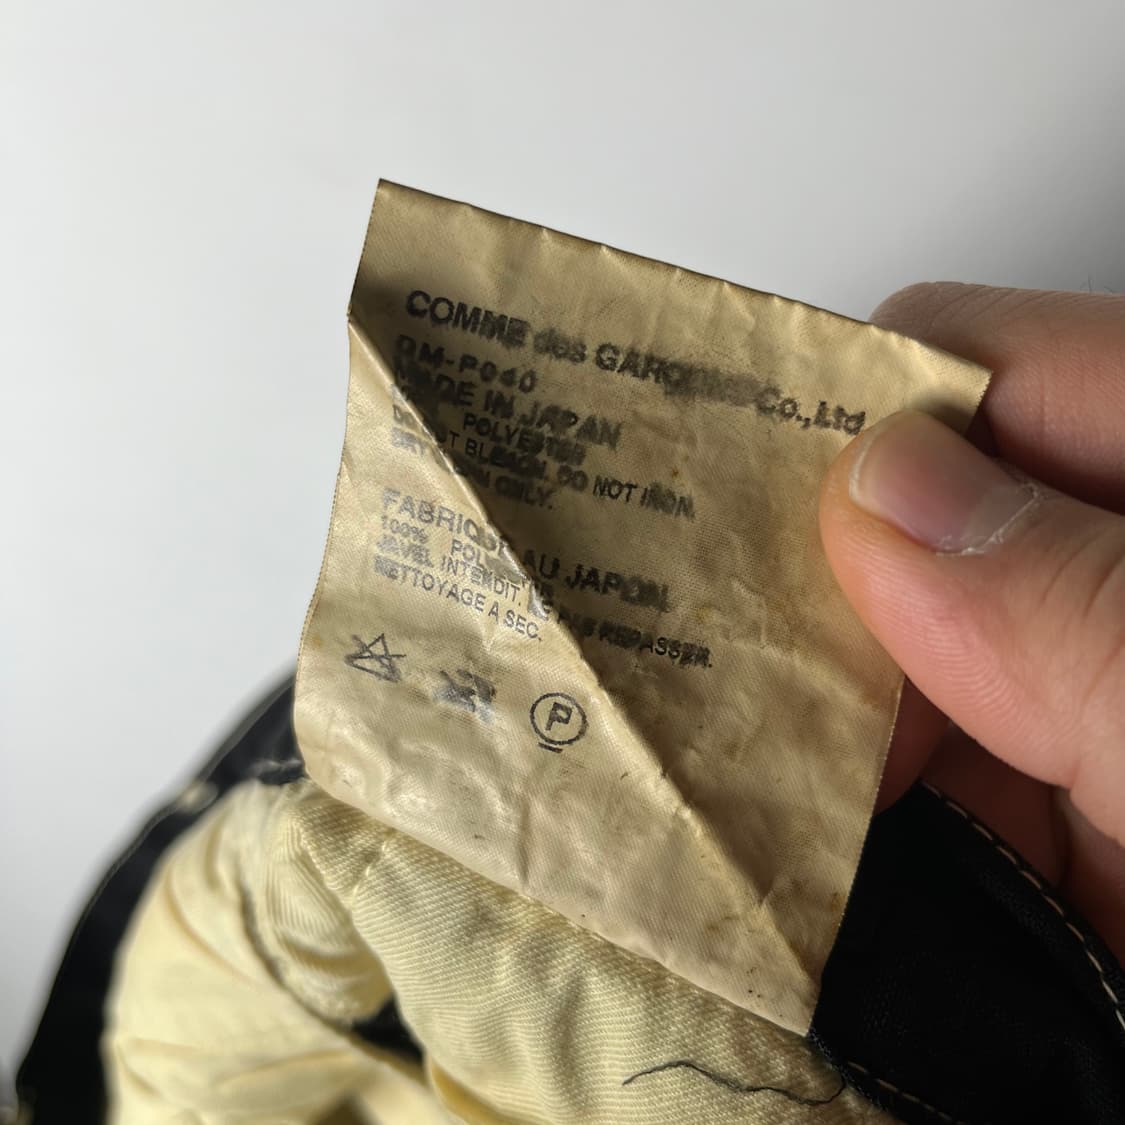 COMME des GARÇONS Co.,Ltd
DM-P040
MADE IN JAPAN
POLYESTER
DO NOT BLEACH. DO NOT IRON.
DRY CLEAN ONLY.
FABRIQUE AU JAPON
100% POLYESTER
JAVEL INTERDIT. NE PAS REPASSER.
NETTOYAGE A SEC.
P